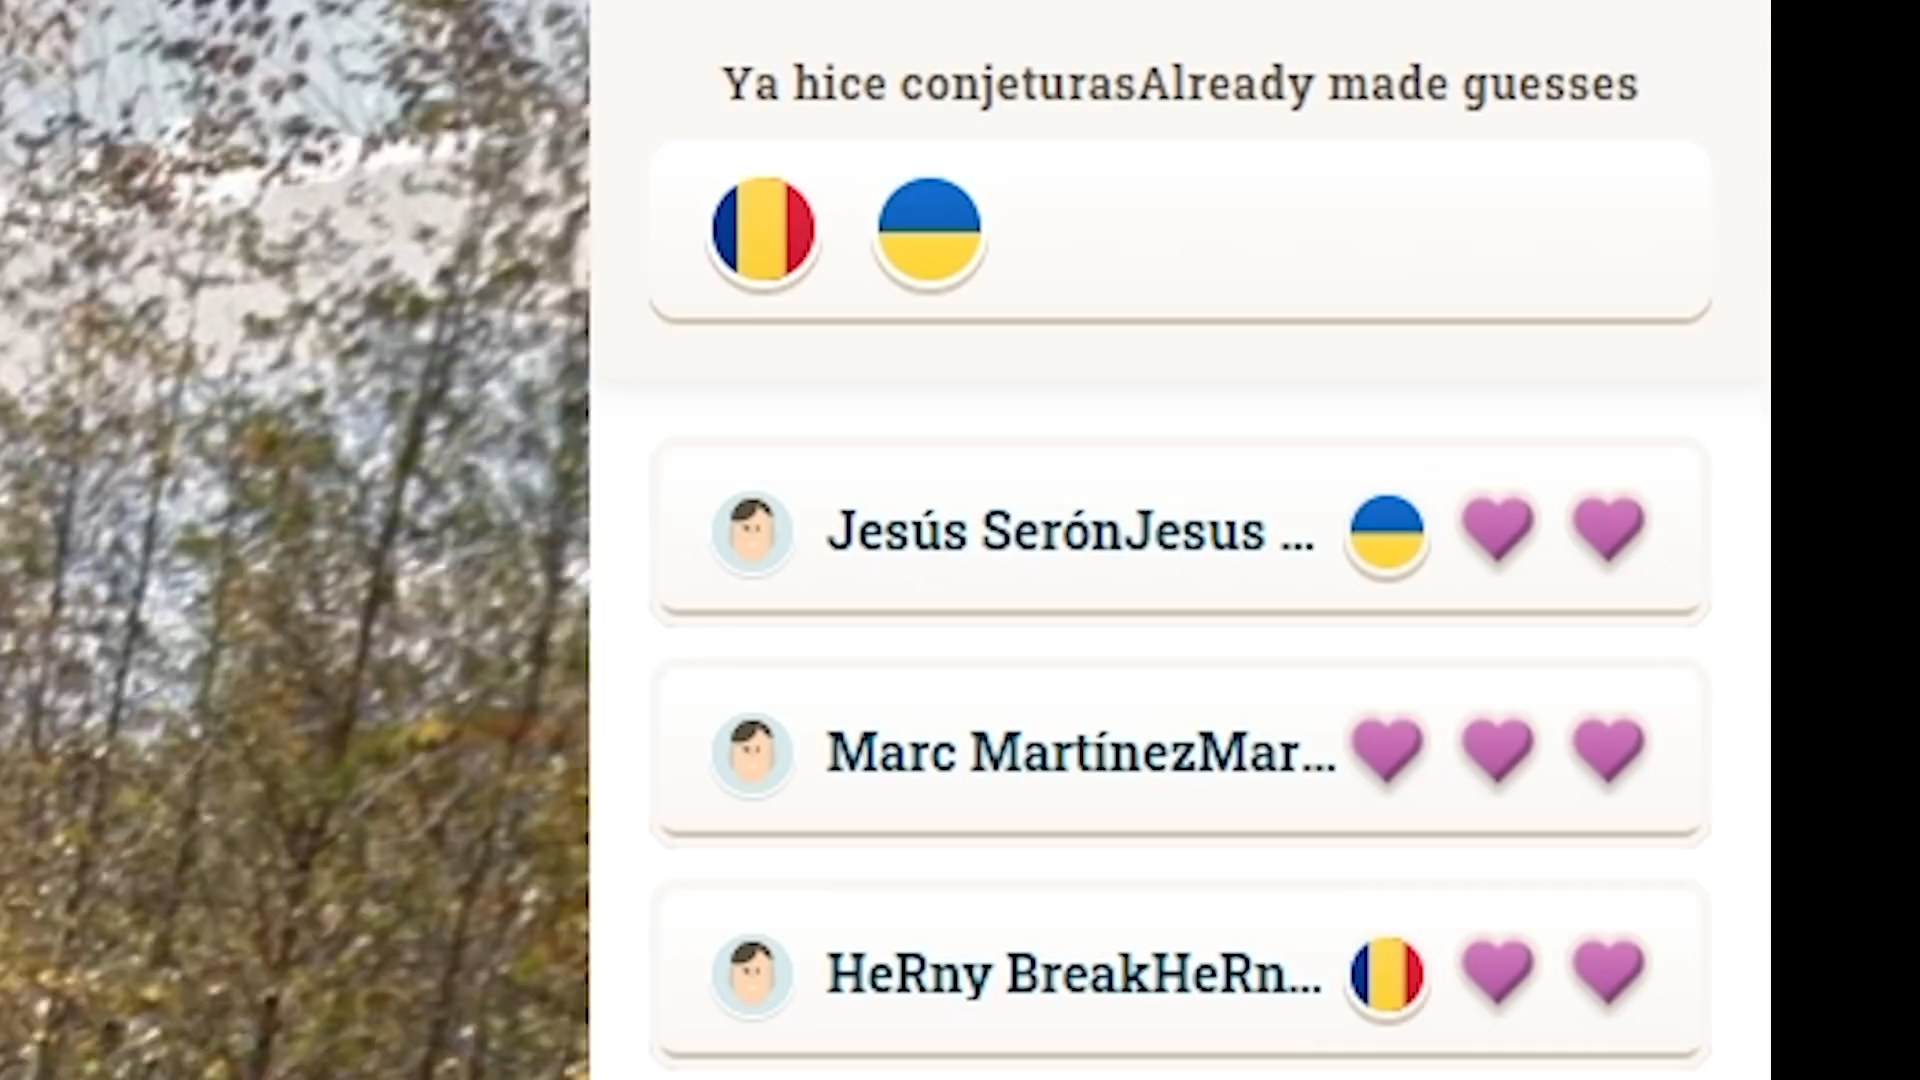 Ya hice conjeturasAlready made guesses
Jesús SerónJesus ...
Marc MartínezMar...
HeRny BreakHeRn...